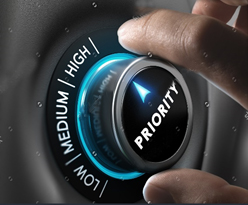 HIGH |
MEDIUM |
LOW |
PRIORITY